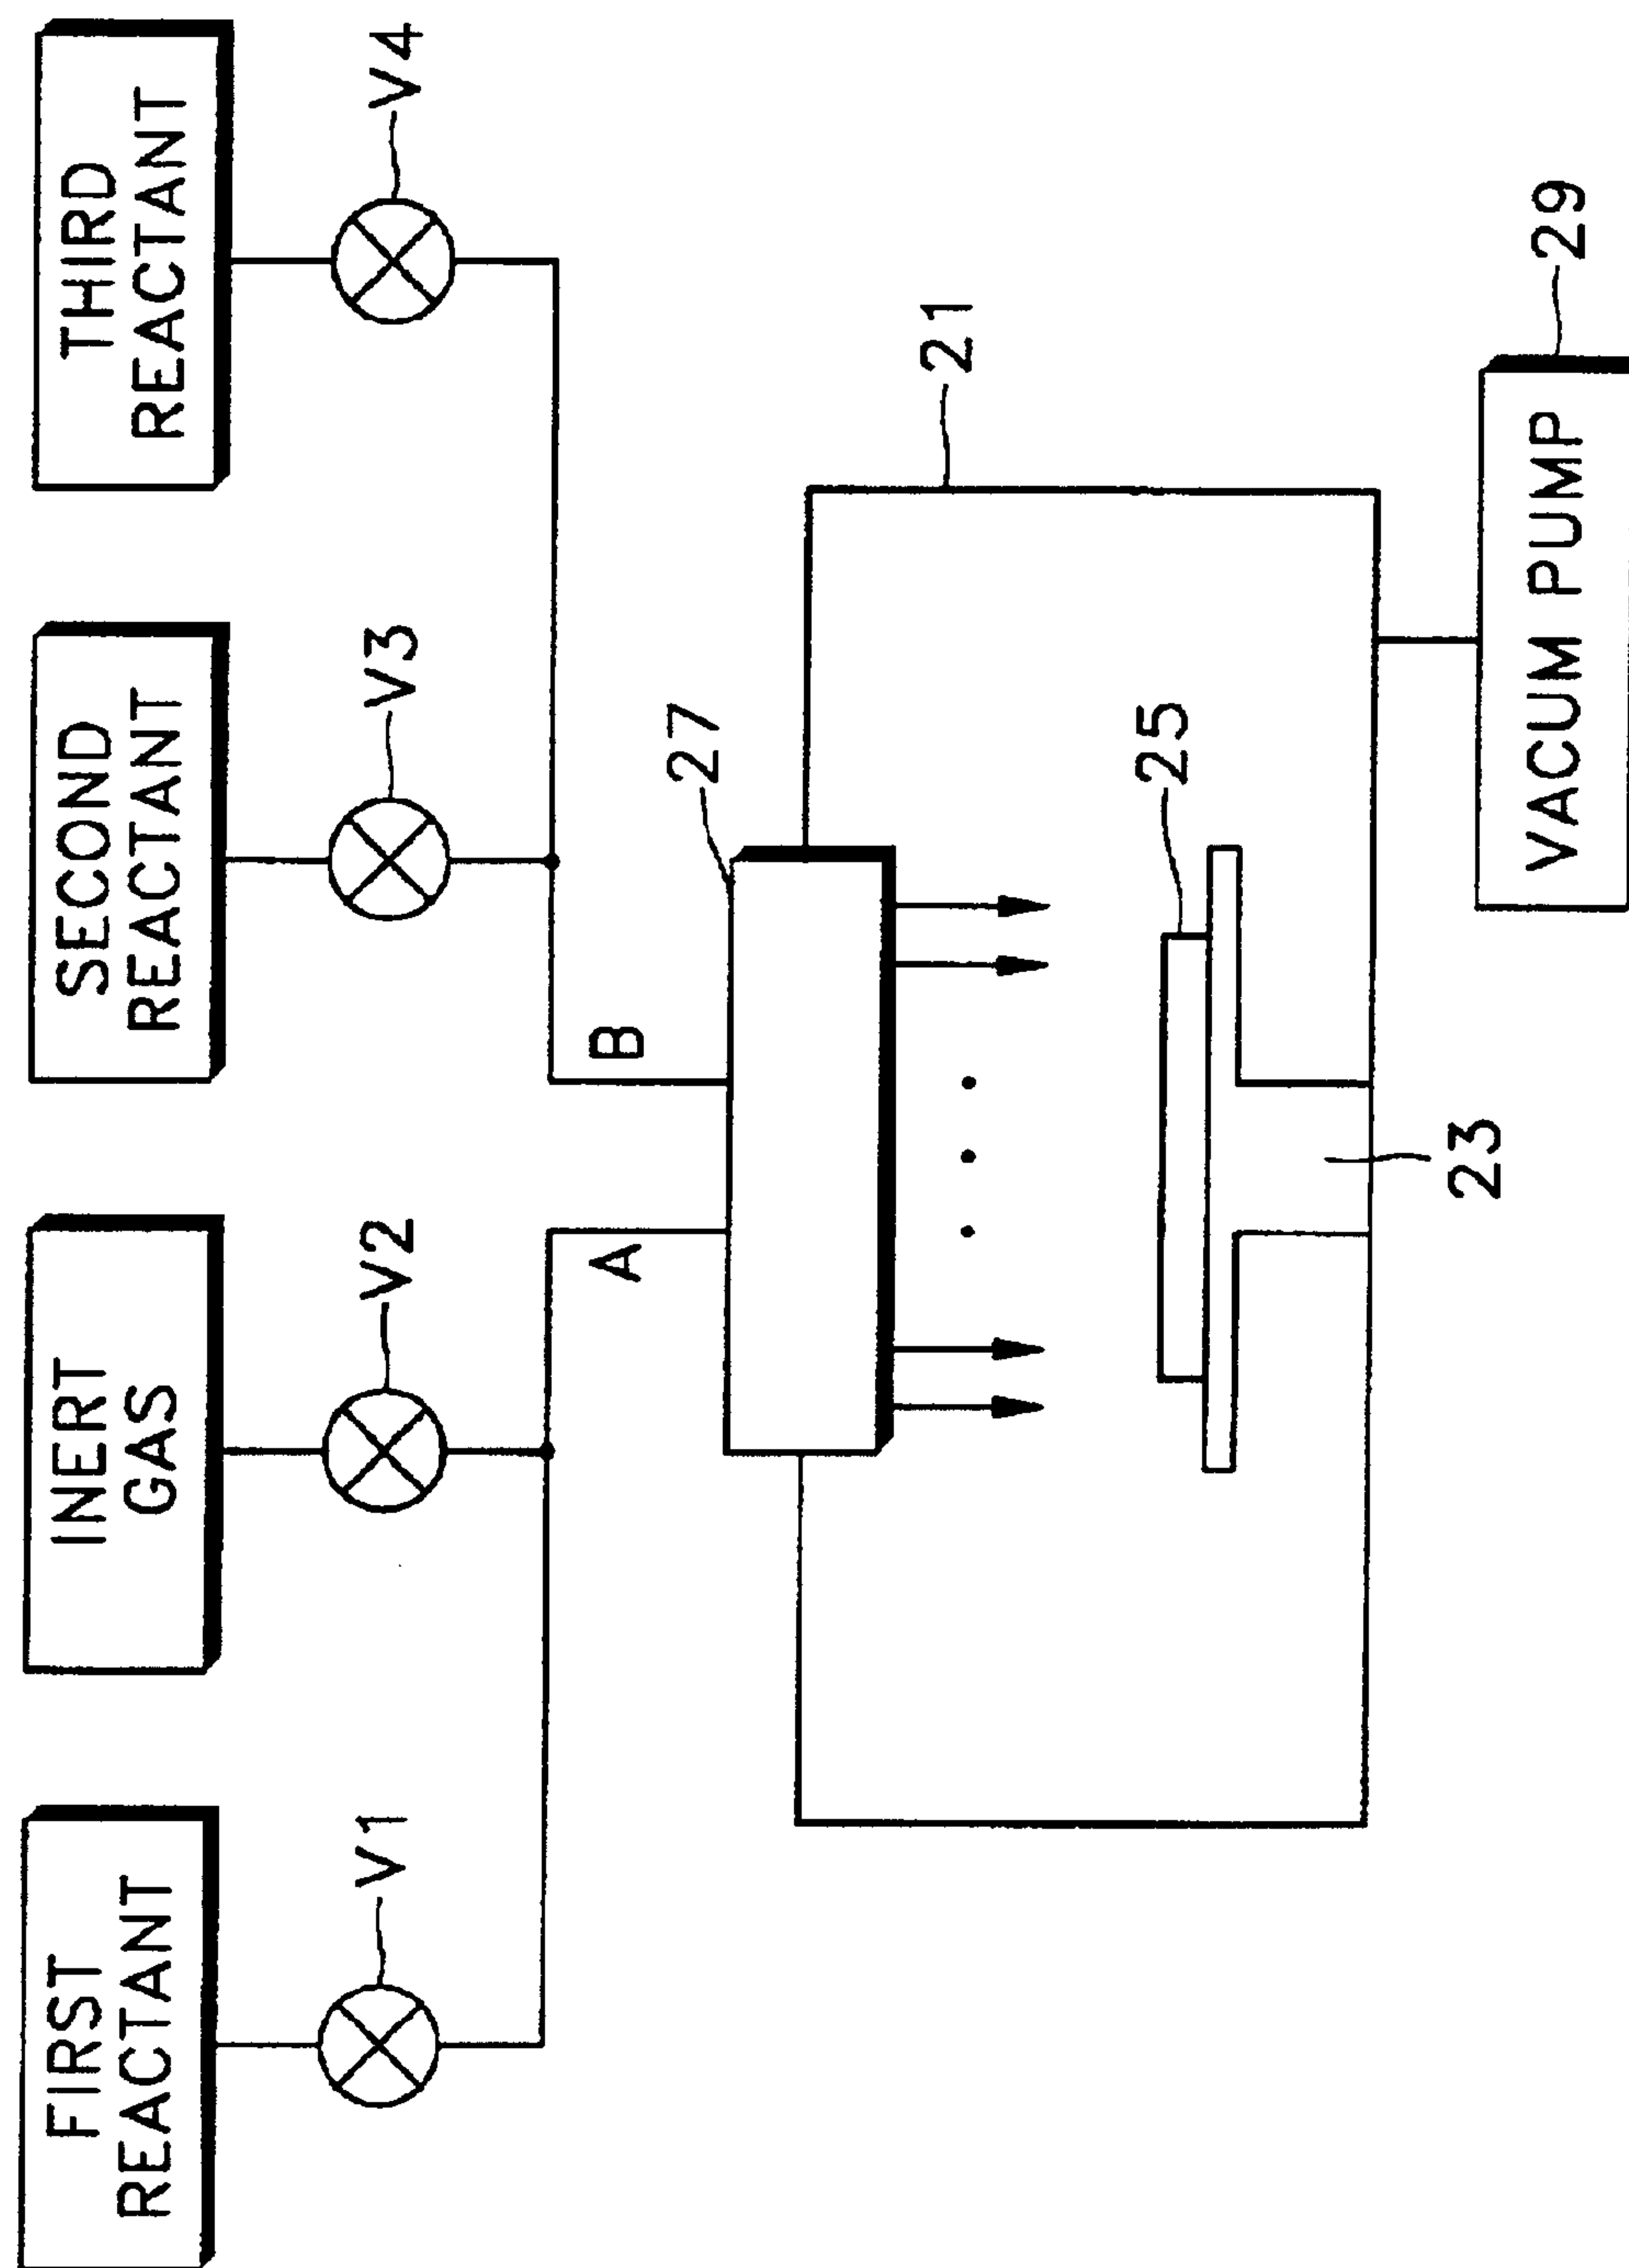 FIRST
REACTANT
INERT
GAS
SECOND
REACTANT
THIRD
REACTANT
V1
V2
V3
V4
A
B
27
21
25
23
VACUM PUMP
29